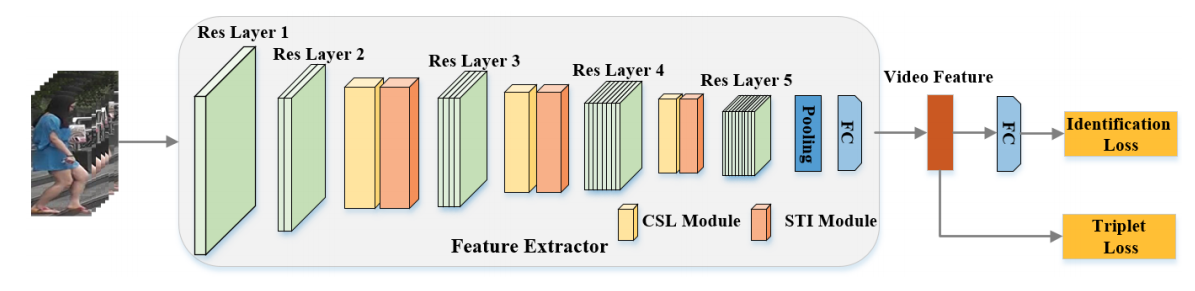 Res Layer 1
Res Layer 2
Res Layer 3
Res Layer 4
Res Layer 5
Pooling
FC
Video Feature
FC
Identification
Loss
CSL Module
STI Module
Feature Extractor
Triplet
Loss